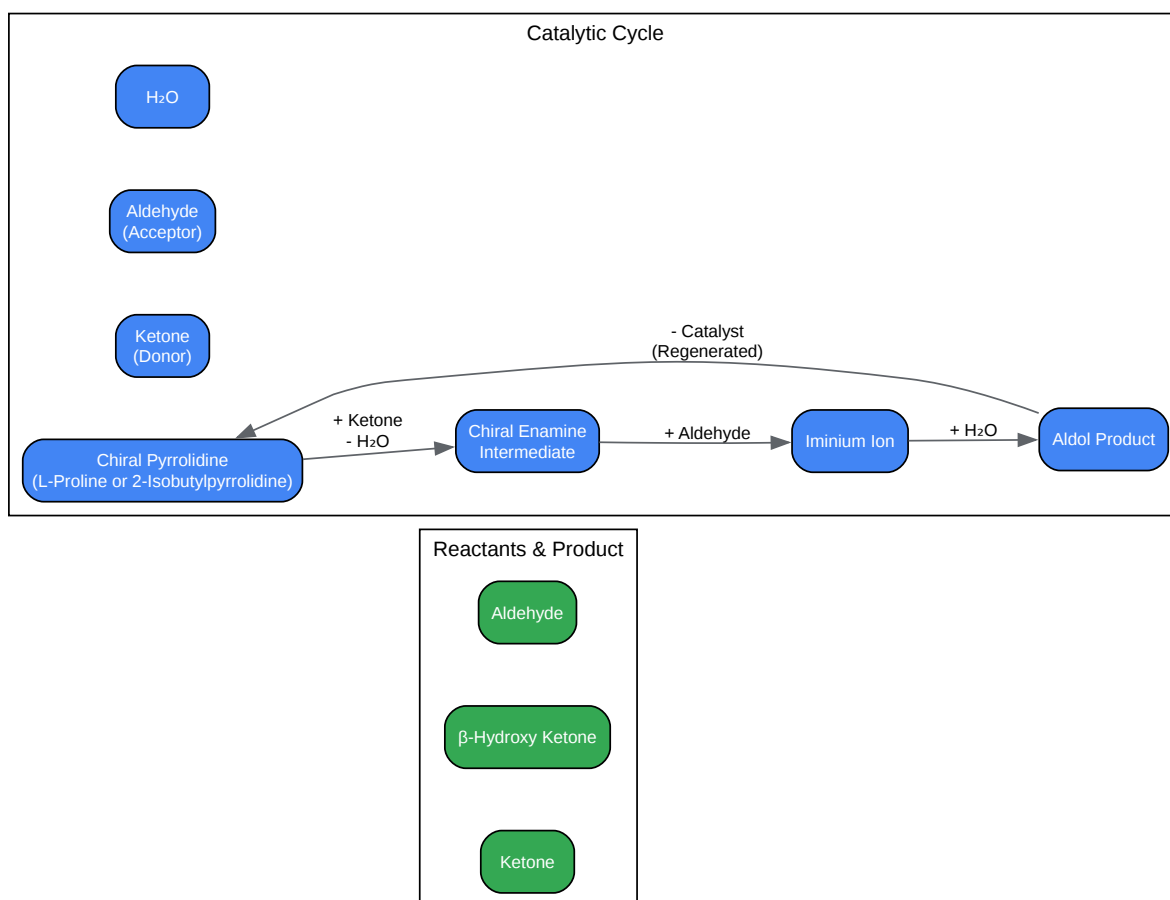 Catalytic Cycle
H₂O
Aldehyde
(Acceptor)
Ketone
(Donor)
- Catalyst
(Regenerated)
+ Ketone
- H₂O
Chiral Enamine
Intermediate
+ Aldehyde
Iminium Ion
+ H₂O
Aldol Product
Chiral Pyrrolidine
(L-Proline or 2-Isobutylpyrrolidine)
Reactants & Product
Aldehyde
β-Hydroxy Ketone
Ketone